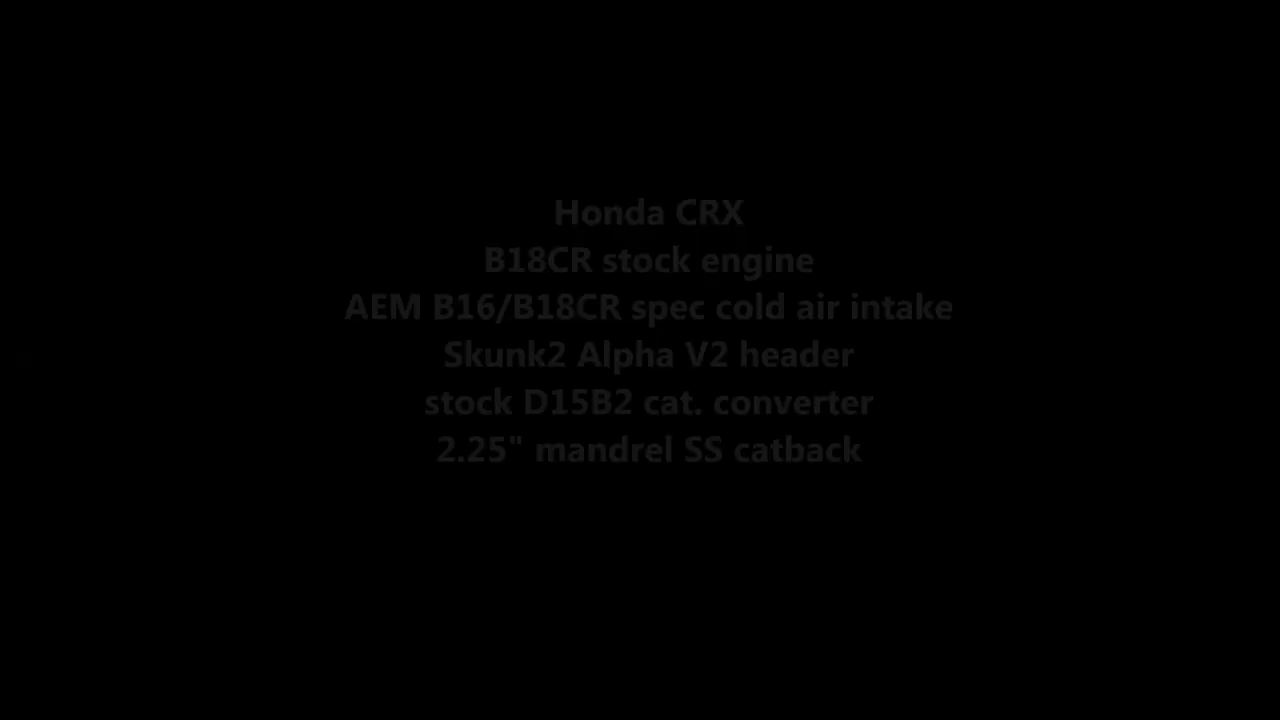 Honda CRX
B18CR stock engine
AEM B16/B18CR spec cold air intake
Skunk2 Alpha V2 header
stock D15B2 cat. converter
2.25" mandrel SS catback